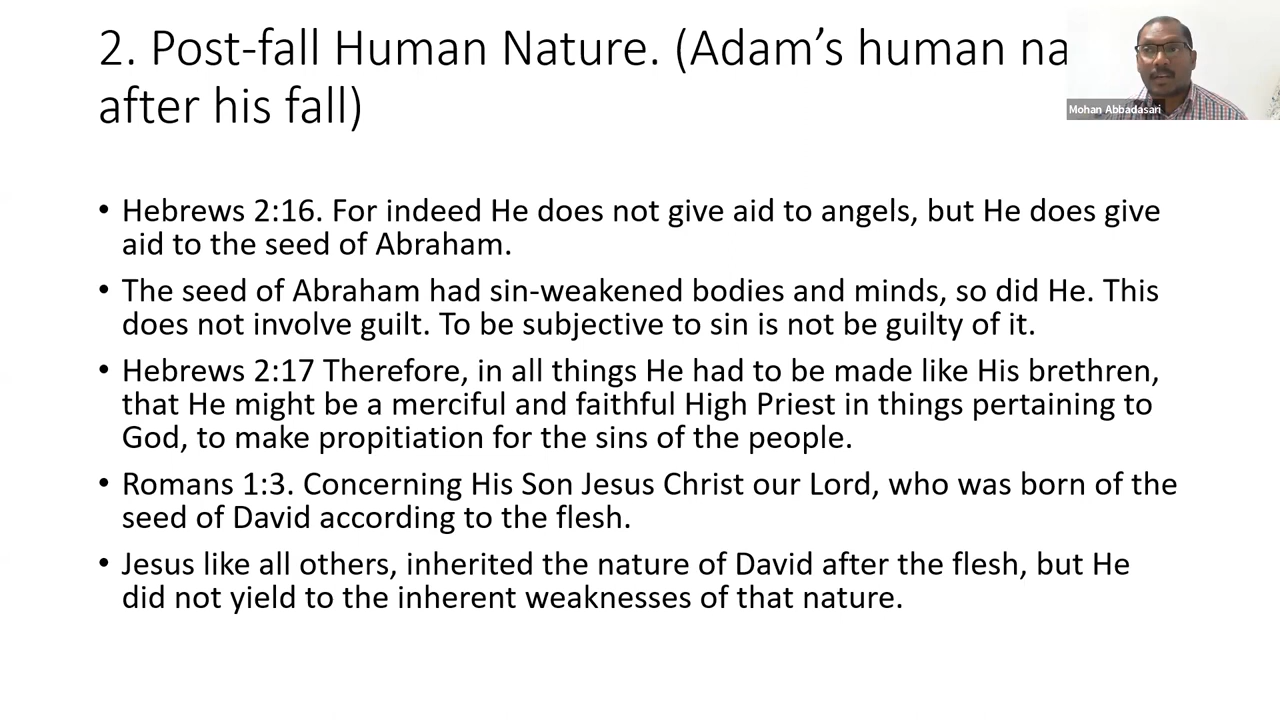 2. Post-fall Human Nature. (Adam's human na
after his fall)
Mohan Abbadasari
• Hebrews 2:16. For indeed He does not give aid to angels, but He does give
aid to the seed of Abraham.
• The seed of Abraham had sin-weakened bodies and minds, so did He. This
does not involve guilt. To be subjective to sin is not be guilty of it.
• Hebrews 2:17 Therefore, in all things He had to be made like His brethren,
that He might be a merciful and faithful High Priest in things pertaining to
God, to make propitiation for the sins of the people.
• Romans 1:3. Concerning His Son Jesus Christ our Lord, who was born of the
seed of David according to the flesh.
• Jesus like all others, inherited the nature of David after the flesh, but He
did not yield to the inherent weaknesses of that nature.